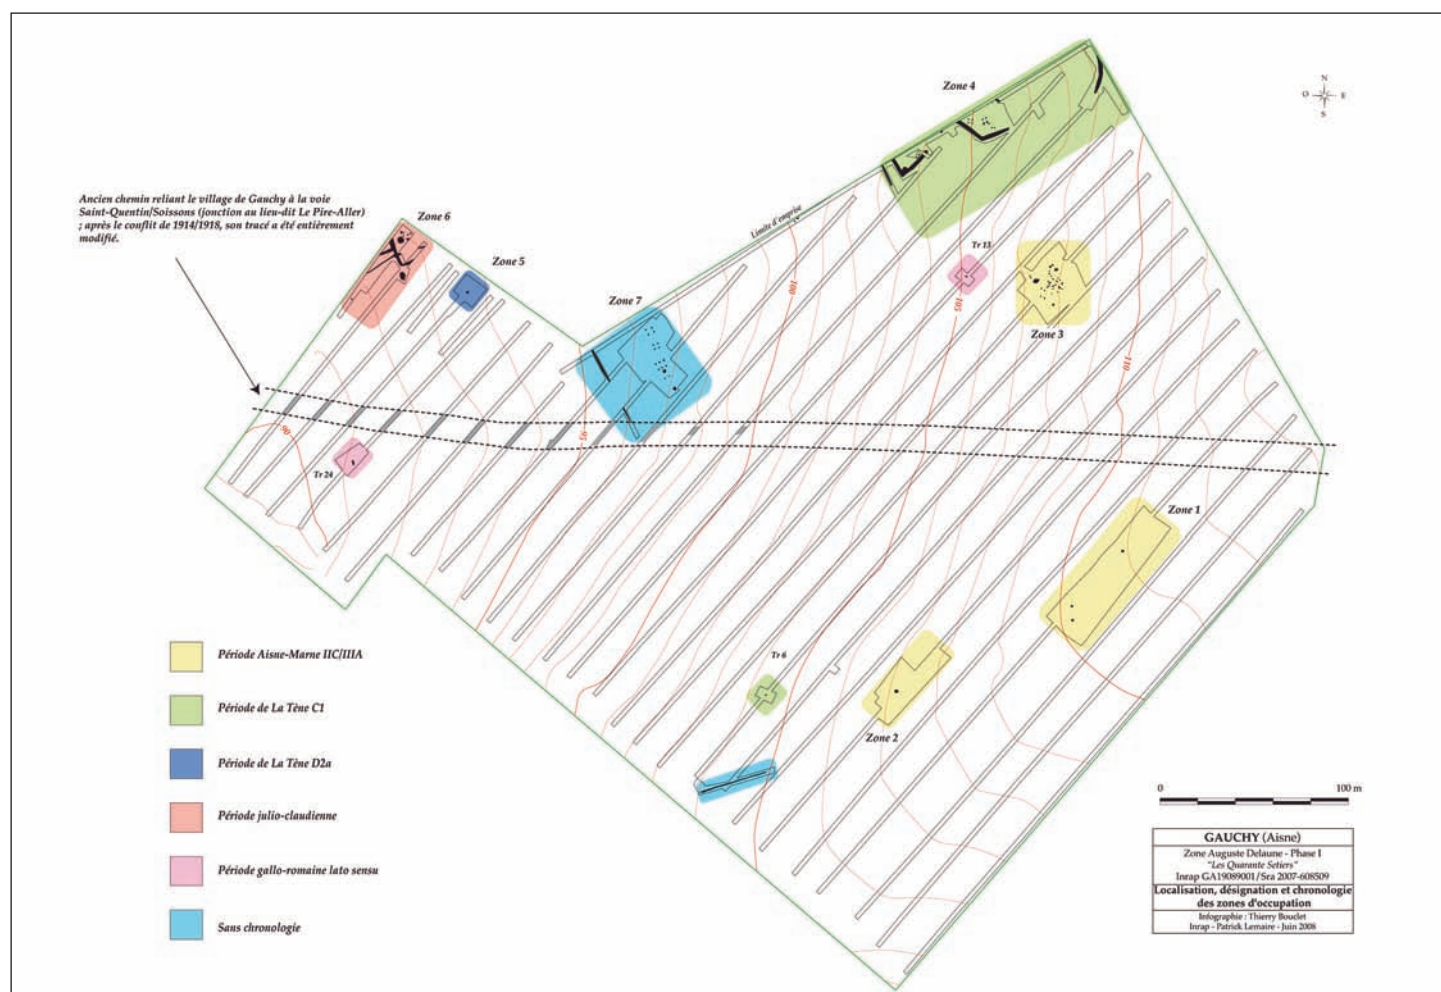 Zone 4
N
O
E
S
Ancien chemin reliant le village de Gauchy à la voie
Saint-Quentin/Soissons (jonction au lieu-dit Le Pire-Aller)
; après le conflit de 1914/1918, son tracé a été entièrement
modifié.
Zone 6
Limite d'emprise
Zone 5
Tr 13
100
105
Zone 7
Zone 3
110
90
95
Tr 24
Zone 1
Tr 6
Zone 2
Période Aisne-Marne IIC/IIIA
Période de La Tène C1
Période de La Tène D2a
Période julio-claudienne
Période gallo-romaine lato sensu
Sans chronologie
0
100 m
GAUCHY (Aisne)
Zone Auguste Delaune - Phase I
"Les Quarante Setiers"
Inrap GA19089001/Sra 2007-608509
Localisation, désignation et chronologie
des zones d'occupation
Infographie : Thierry Bouclet
Inrap - Patrick Lemaire - Juin 2008